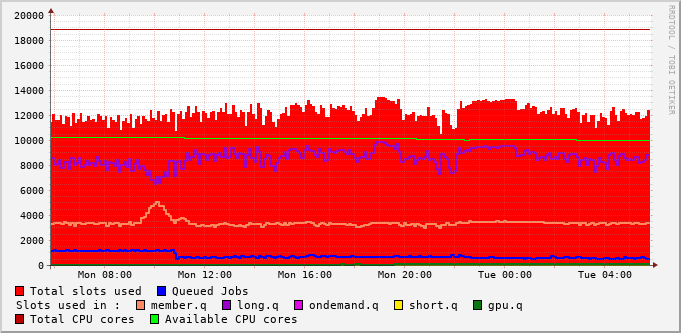 20000
18000
16000
14000
12000
10000
8000
6000
4000
2000
0
Mon 08:00 Mon 12:00 Mon 16:00 Mon 20:00 Tue 00:00 Tue 04:00
RRDTOOL / TOBI OETIKER
Total slots used Queued Jobs
Slots used in : member.q long.q ondemand.q short.q gpu.q
Total CPU cores Available CPU cores